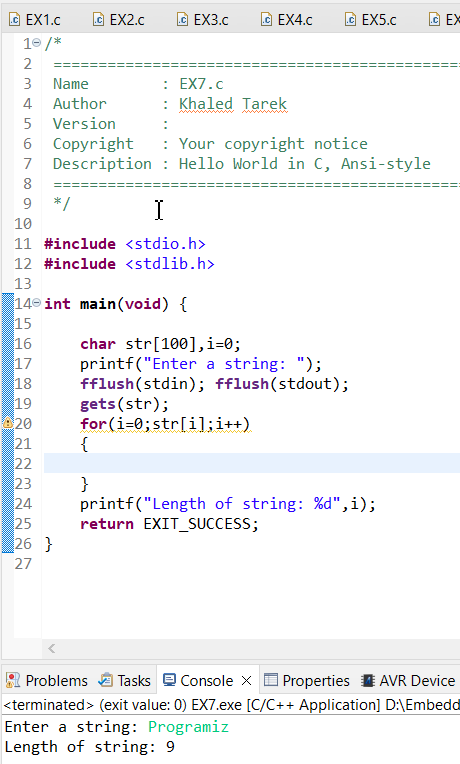 EX1.c EX2.c EX3.c EX4.c EX5.c EX
1 /*
2 ==============================================
3 Name : EX7.c
4 Author : Khaled Tarek
5 Version :
6 Copyright : Your copyright notice
7 Description : Hello World in C, Ansi-style
8 ==============================================
9 */
10
11 #include <stdio.h>
12 #include <stdlib.h>
13
14 int main(void) {
15
16 char str[100],i=0;
17 printf("Enter a string: ");
18 fflush(stdin); fflush(stdout);
19 gets(str);
20 for(i=0;str[i];i++)
21 {
22
23 }
24 printf("Length of string: %d",i);
25 return EXIT_SUCCESS;
26 }
27
Problems Tasks Console Properties AVR Device
<terminated> (exit value: 0) EX7.exe [C/C++ Application] D:\Embedd
Enter a string: Programiz
Length of string: 9